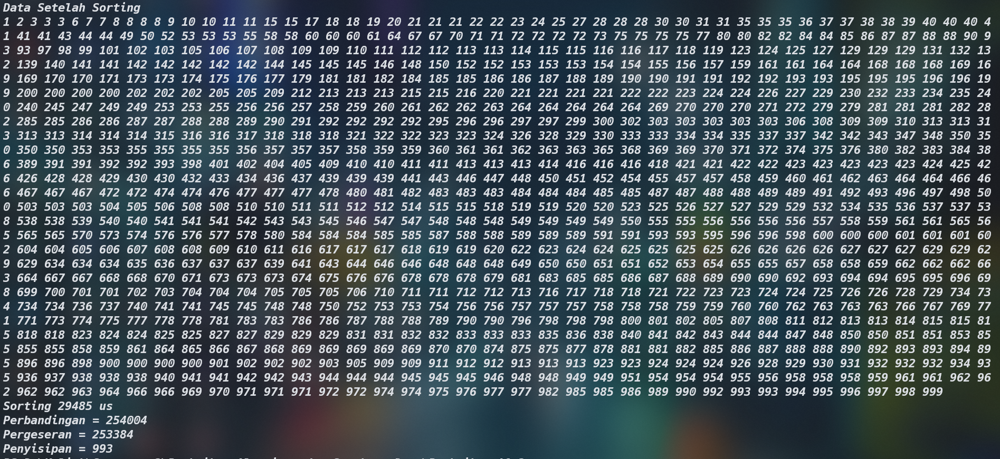 Data Setelah Sorting
1 2 3 3 3 6 7 7 8 8 8 8 9 10 10 11 11 15 15 17 18 18 19 20 21 21 21 22 22 23 24 25 27 28 28 28 30 30 31 31 35 35 35 36 37 37 38 38 39 40 40 40 4
1 41 41 43 44 44 49 50 52 53 53 53 55 58 58 60 60 60 61 64 67 67 70 71 71 72 72 72 72 73 75 75 75 75 77 80 80 82 82 84 84 85 86 87 87 88 88 90 9
3 93 97 98 99 101 102 103 105 106 107 108 109 109 110 111 112 112 113 113 114 115 115 116 116 117 118 119 123 124 125 127 129 129 129 131 132 13
2 139 140 141 141 142 142 142 142 142 144 145 145 145 146 148 150 152 152 153 153 153 154 154 155 156 157 159 161 161 164 164 168 168 168 169 16
9 169 170 170 171 173 173 174 175 176 177 179 181 181 182 184 185 185 186 186 187 188 189 190 190 191 191 192 192 193 193 195 195 195 196 196 19
9 200 200 200 200 202 202 202 205 205 209 212 213 213 213 215 215 216 220 221 221 221 221 222 222 223 224 224 226 227 229 230 232 233 234 235 24
0 240 245 247 249 249 253 253 255 256 256 257 258 259 260 261 262 262 263 264 264 264 264 264 269 270 270 270 271 272 279 279 281 281 281 282 28
2 285 285 286 286 287 287 288 288 289 290 291 292 292 292 292 295 296 296 297 297 299 300 302 303 303 303 303 303 306 308 309 309 310 313 313 31
3 313 313 314 314 314 315 316 316 317 318 318 318 321 322 322 323 323 324 326 328 329 330 333 333 334 334 335 337 337 342 342 343 347 348 350 35
0 350 350 353 353 355 355 355 355 356 357 357 357 358 359 359 360 361 361 362 363 363 365 368 369 369 370 371 372 374 375 376 380 382 383 384 38
6 389 391 391 392 392 393 398 401 402 404 405 409 410 410 411 411 413 413 413 414 416 416 416 418 421 421 422 422 423 423 423 423 423 424 425 42
6 426 428 428 429 430 430 432 433 434 436 437 439 439 439 441 443 446 447 448 450 451 452 454 455 457 457 458 459 460 461 462 463 464 464 466 46
6 467 467 467 472 472 474 474 476 477 477 477 478 480 481 482 483 483 483 484 484 484 485 485 487 487 488 488 489 489 491 492 493 496 497 498 50
0 503 503 503 504 505 506 508 508 510 510 511 511 512 512 514 515 515 518 519 519 520 520 523 525 526 527 527 529 529 532 534 535 536 537 537 53
8 538 538 539 540 540 541 541 541 542 543 543 545 546 547 547 548 548 548 549 549 549 549 550 555 555 556 556 556 556 557 558 559 561 561 565 56
5 565 565 570 573 574 576 576 577 578 580 584 584 584 585 585 587 588 588 589 589 589 591 591 593 593 595 596 596 598 600 600 600 601 601 601 60
2 604 604 605 606 607 608 608 609 610 611 616 617 617 617 618 619 619 620 622 623 624 624 625 625 625 625 626 626 626 626 627 627 627 629 629 62
9 629 634 634 634 635 636 637 637 637 639 641 643 644 646 646 648 648 648 649 650 650 651 651 652 653 654 655 655 657 658 658 659 662 662 662 66
3 664 667 667 668 668 670 671 673 673 673 674 675 676 676 678 678 678 679 681 683 685 685 686 687 688 689 690 690 692 693 694 694 695 695 696 69
8 699 700 701 701 702 703 704 704 704 705 705 705 706 710 711 711 712 712 713 716 717 718 718 721 722 723 723 724 724 725 726 726 728 729 734 73
4 734 734 736 737 740 741 741 745 745 748 748 750 752 753 753 754 756 756 757 757 757 758 758 758 759 759 760 760 762 763 763 763 766 767 769 77
1 771 773 774 775 777 778 778 781 783 783 786 786 787 788 788 789 790 790 796 798 798 798 800 801 802 805 807 808 811 812 813 813 814 815 815 81
5 818 818 823 824 824 825 825 827 827 829 829 829 831 831 832 832 833 833 833 835 836 838 840 841 842 843 844 844 847 848 850 850 851 851 853 85
5 855 855 858 859 861 864 865 866 867 868 869 869 869 869 869 870 870 874 875 875 877 878 881 881 882 885 886 887 888 888 890 892 893 893 894 89
5 896 896 898 900 900 900 900 901 902 902 902 903 905 909 909 911 912 912 913 913 913 923 923 924 924 924 926 928 929 930 931 932 932 932 934 93
5 936 937 938 938 938 940 941 941 942 942 943 944 944 944 945 945 945 946 948 948 949 949 951 954 954 954 955 956 958 958 958 959 961 961 962 96
2 962 962 963 964 966 966 969 970 971 971 971 972 972 974 974 975 976 977 977 982 985 985 986 989 990 992 993 993 994 995 996 997 998 999
Sorting 29485 us
Perbandingan = 254004
Pergeseran = 253384
Penyisipan = 993